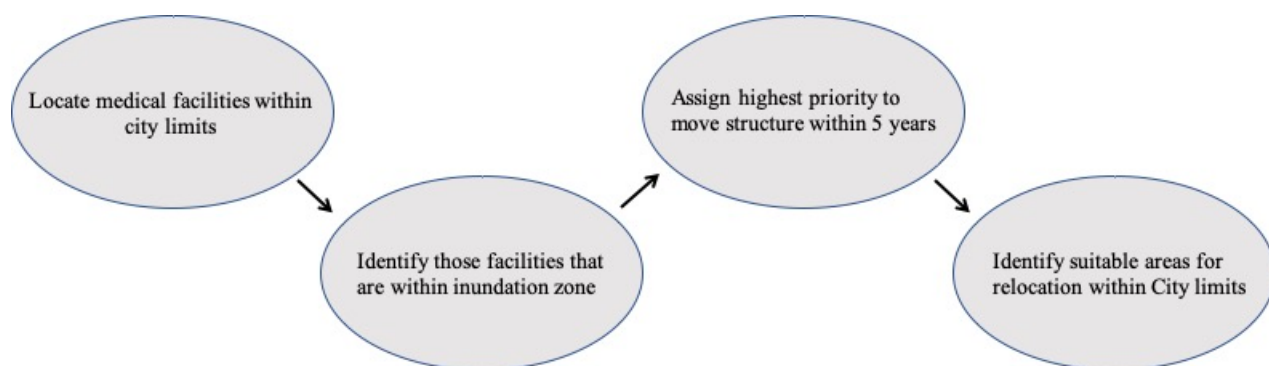 Locate medical facilities within
city limits
Identify those facilities that
are within inundation zone
Assign highest priority to
move structure within 5 years
Identify suitable areas for
relocation within City limits